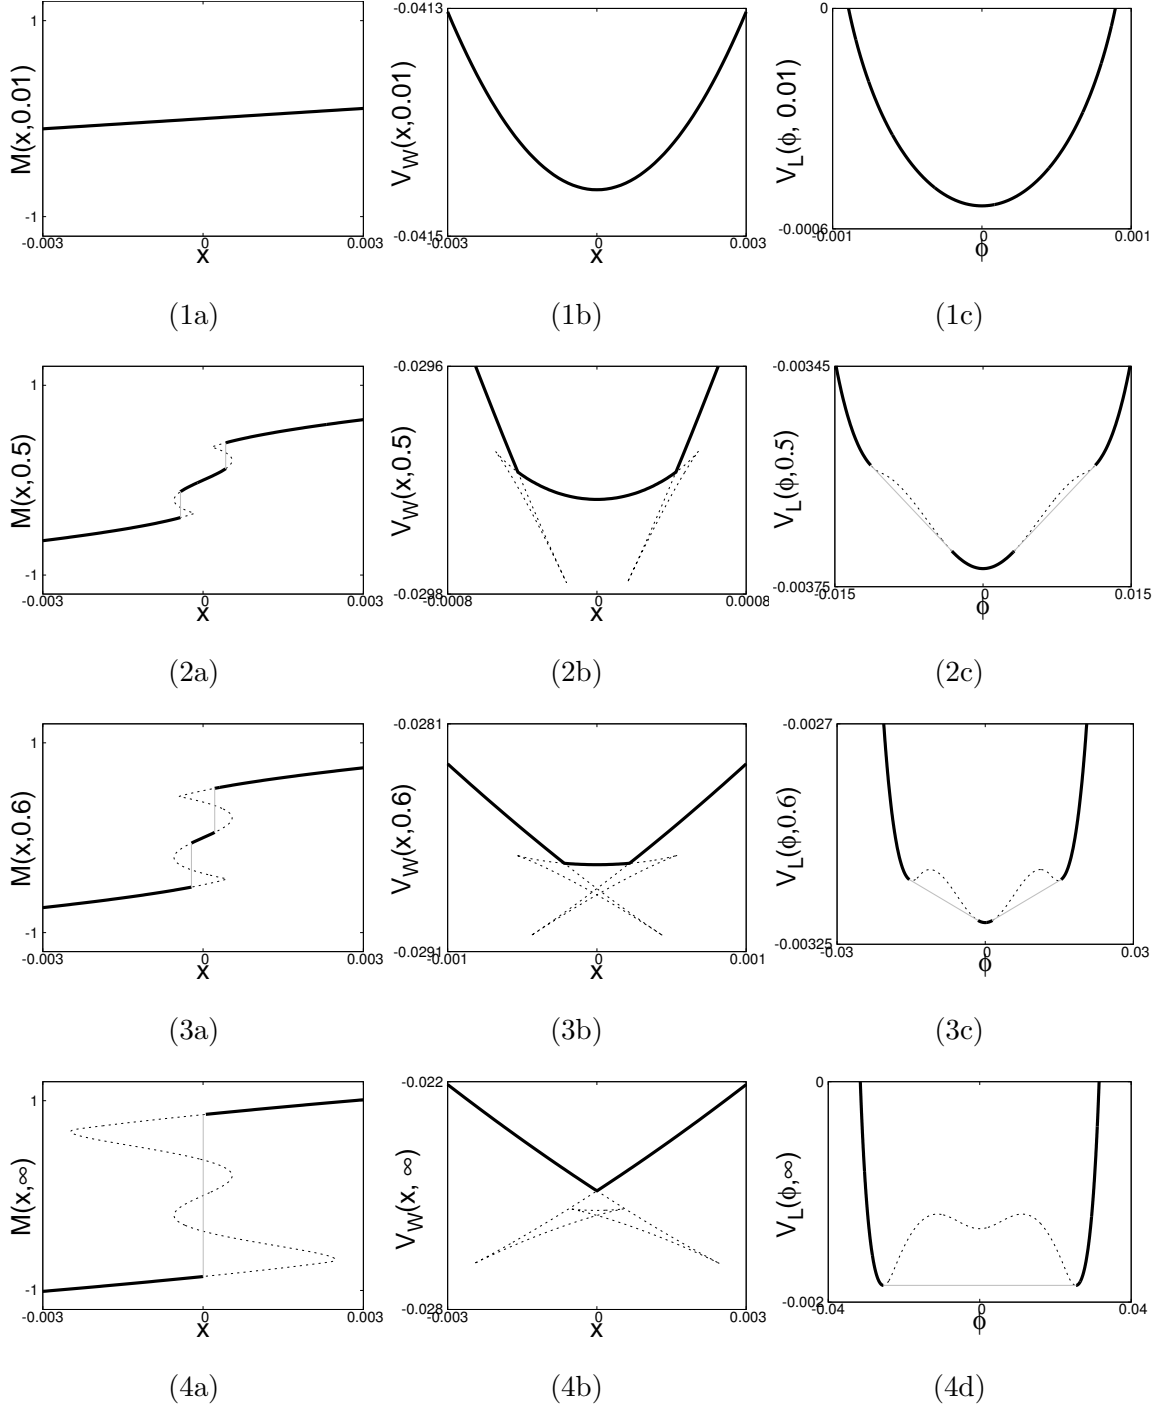 1
-1
M(x,0.01)
-0.003
0
0.003
x
(1a)
-0.0413
-0.0415
V_W(x,0.01)
-0.003
0
0.003
x
(1b)
0
-0.0006
V_L(ϕ, 0.01)
-0.001
0
0.001
ϕ
(1c)
1
-1
M(x,0.5)
-0.003
0
0.003
x
(2a)
-0.0296
-0.0298
V_W(x,0.5)
-0.0008
0
0.0008
x
(2b)
-0.00345
-0.00375
V_L(ϕ,0.5)
-0.015
0
0.015
ϕ
(2c)
1
-1
M(x,0.6)
-0.003
0
0.003
x
(3a)
-0.0281
-0.0291
V_W(x,0.6)
-0.001
0
0.001
x
(3b)
-0.0027
-0.00325
V_L(ϕ,0.6)
-0.03
0
0.03
ϕ
(3c)
1
-1
M(x,∞)
-0.003
0
0.003
x
(4a)
-0.022
-0.028
V_W(x, ∞)
-0.003
0
0.003
x
(4b)
0
-0.002
V_L(ϕ,∞)
-0.04
0
0.04
ϕ
(4d)